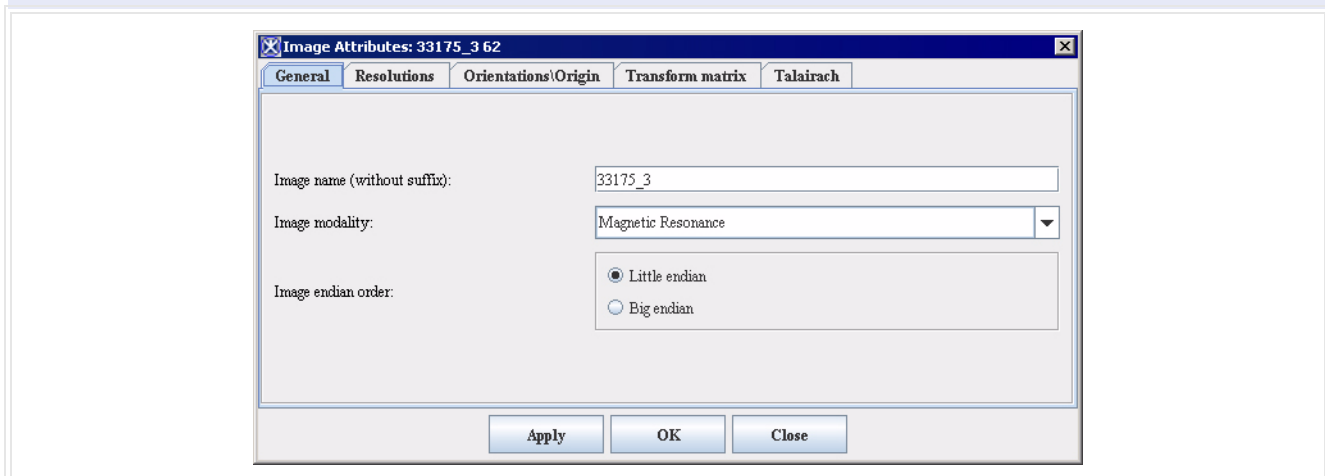 Image Attributes: 33175_3 62
General Resolutions Orientations\Origin Transform matrix Talairach
Image name (without suffix): 33175_3
Image modality: Magnetic Resonance
Little endian
Image endian order:
Big endian
Apply OK Close